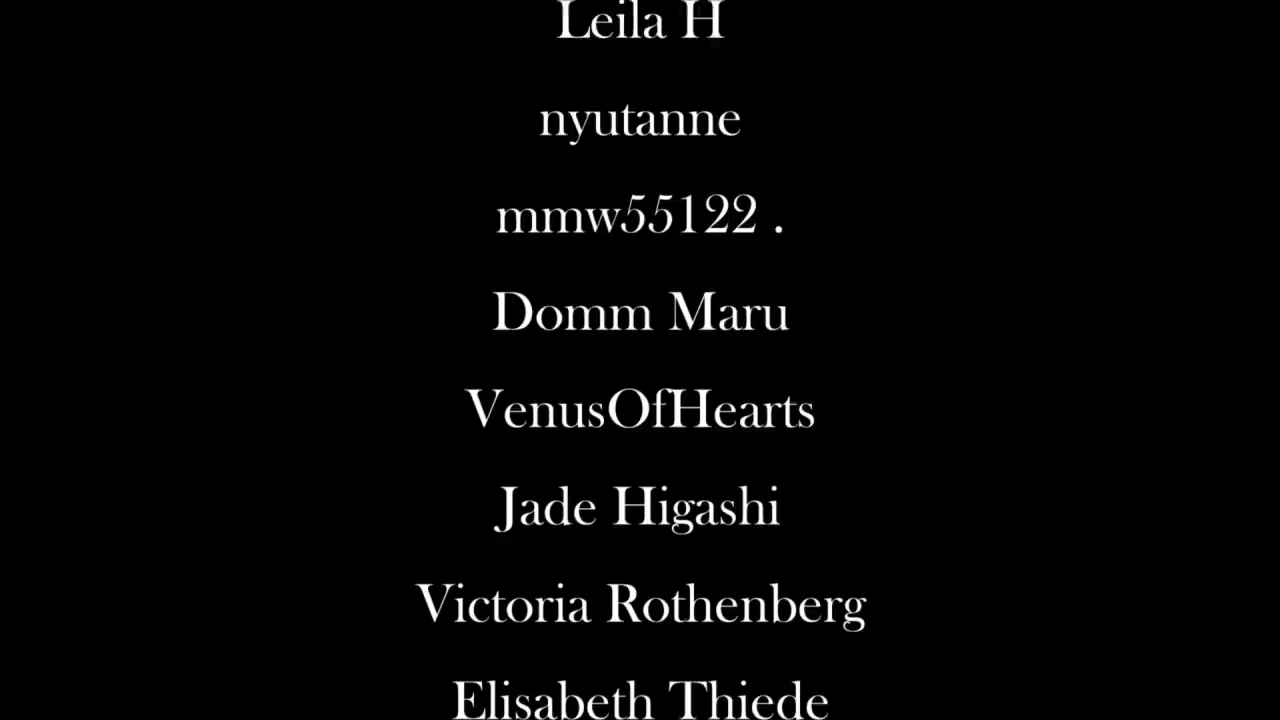 Leila H
nyutanne
mmw55122 .
Domm Maru
VenusOfHearts
Jade Higashi
Victoria Rothenberg
Elisabeth Thiede